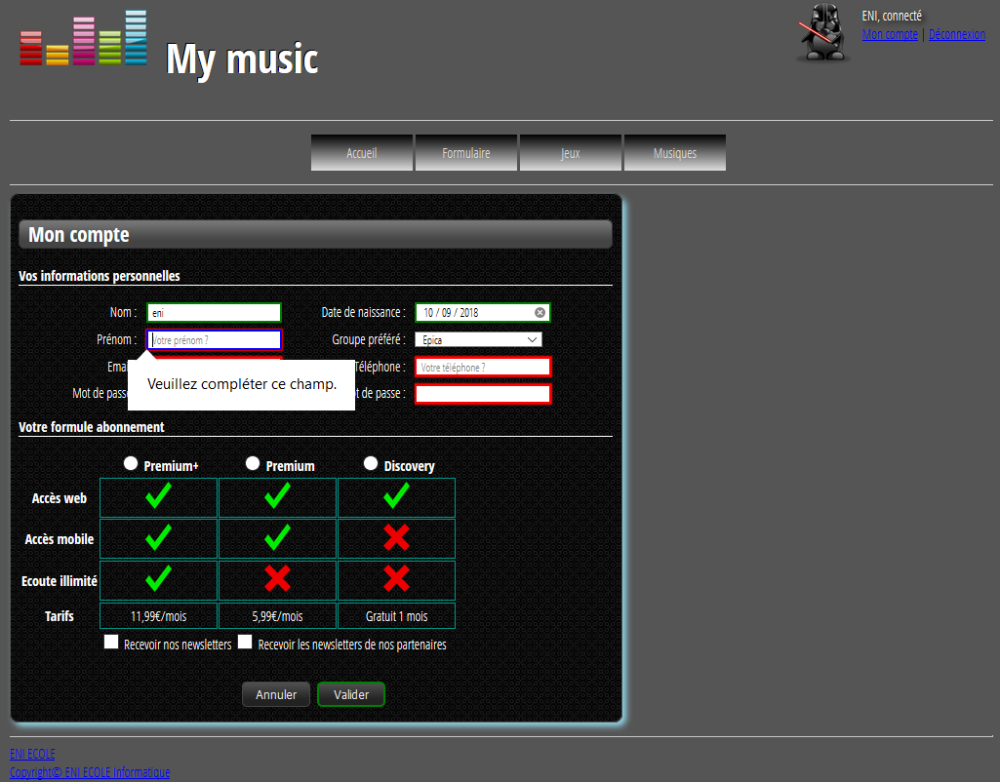 My music
ENI, connecté
Mon compte | Déconnexion
Accueil Formulaire Jeux Musiques
Mon compte
Vos informations personnelles
Nom : eni Date de naissance : 10 / 09 / 2018
Prénom : Votre prénom ? Groupe préféré : Epica
Emai Téléphone : Votre téléphone ?
Veuillez compléter ce champ.
Mot de passe t de passe :
Votre formule abonnement
Premium+ Premium Discovery
Accès web
Accès mobile
Ecoute illimité
Tarifs 11,99€/mois 5,99€/mois Gratuit 1 mois
Recevoir nos newsletters Recevoir les newsletters de nos partenaires
Annuler Valider
ENI ECOLE
Copyright© ENI ECOLE Informatique